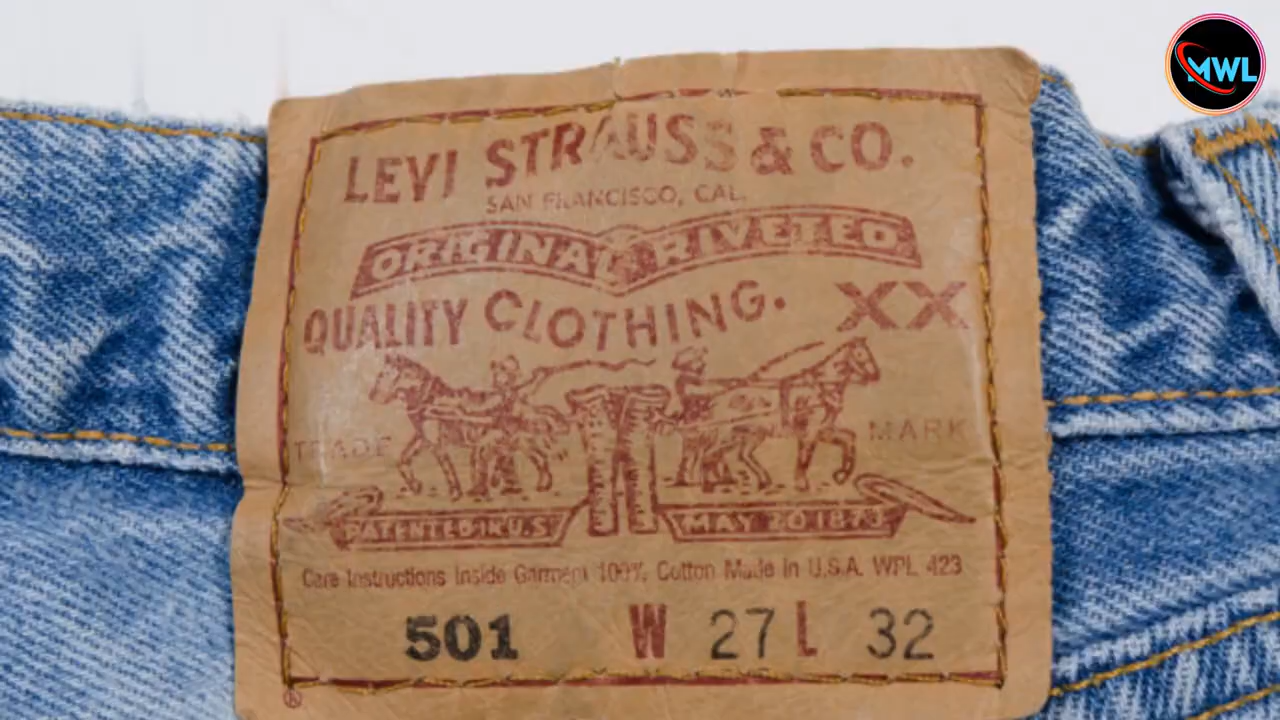 MWL
LEVI STRAUSS & CO.
SAN FRANCISCO, CAL.
ORIGINAL RIVETED
QUALITY CLOTHING. XX
TRADE MARK
PATENTED IN U.S MAY 20 1873
Care Instructions Inside Garment 100% Cotton Made in U.S.A. WPL 423
501 W 27 L 32